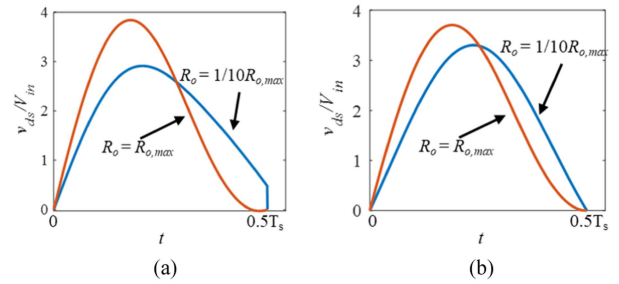 4
3
2
1
0
v_ds/V_in
R_o = 1/10R_o,max
R_o = R_o,max
0
0.5T_s
t
(a)
4
3
2
1
0
v_ds/V_in
R_o = 1/10R_o,max
R_o = R_o,max
0
0.5T_s
t
(b)